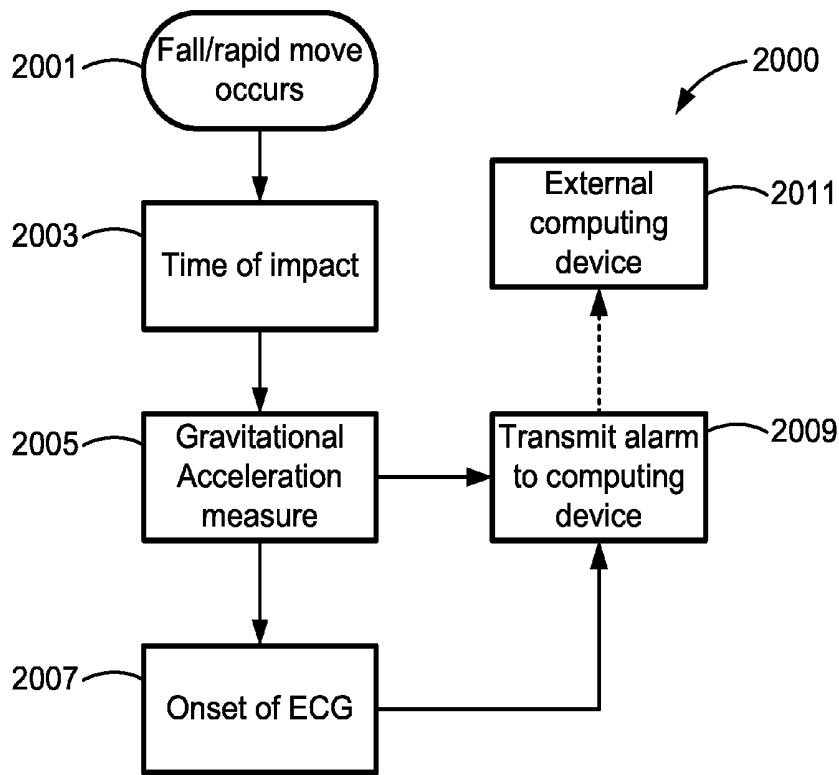 2001
Fall/rapid move
occurs
2000
2003
Time of impact
External
computing
device
2011
2005
Gravitational
Acceleration
measure
Transmit alarm
to computing
device
2009
2007
Onset of ECG